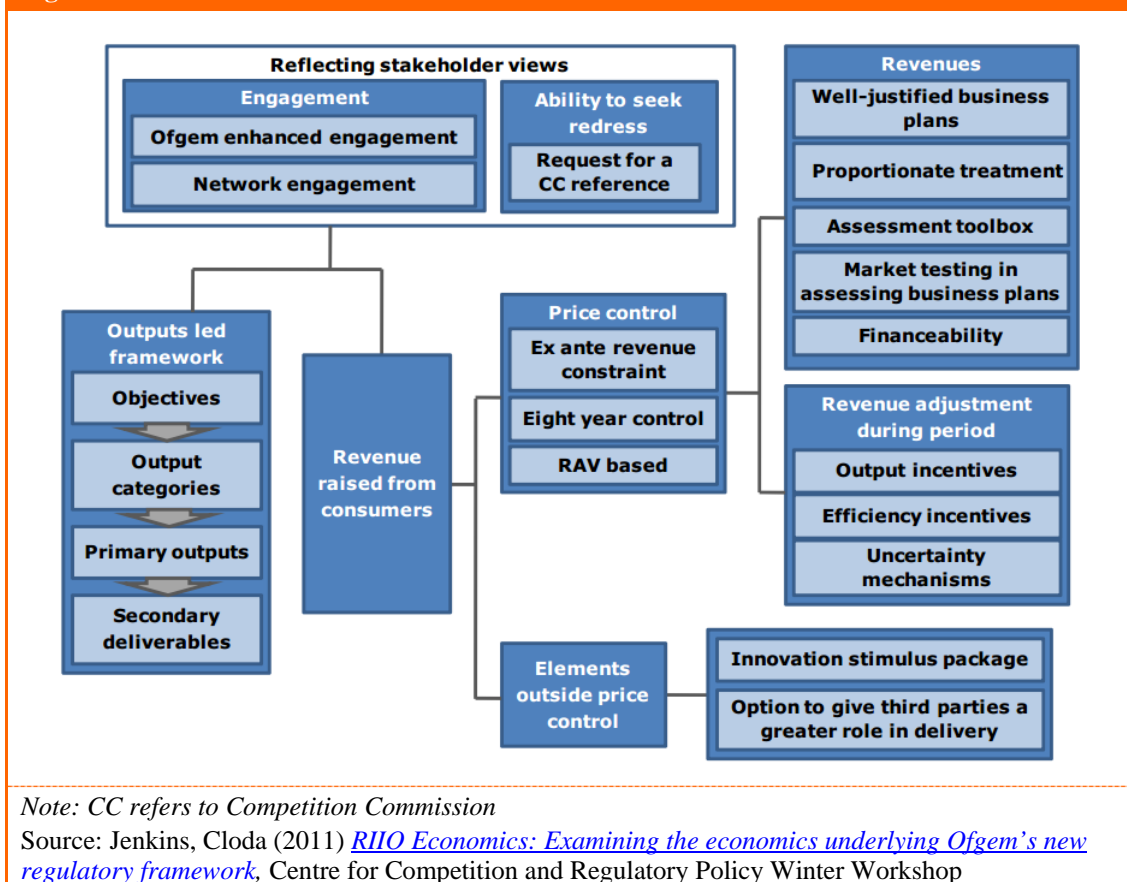 Reflecting stakeholder views
Engagement
Ofgem enhanced engagement
Network engagement
Ability to seek
redress
Request for a
CC reference
Outputs led
framework
Objectives
Output
categories
Primary outputs
Secondary
deliverables
Revenue
raised from
consumers
Price control
Ex ante revenue
constraint
Eight year control
RAV based
Elements
outside price
control
Revenues
Well-justified business
plans
Proportionate treatment
Assessment toolbox
Market testing in
assessing business plans
Financeability
Revenue adjustment
during period
Output incentives
Efficiency incentives
Uncertainty
mechanisms
Innovation stimulus package
Option to give third parties a
greater role in delivery
Note: CC refers to Competition Commission
Source: Jenkins, Cloda (2011) RIIO Economics: Examining the economics underlying Ofgem’s new
regulatory framework, Centre for Competition and Regulatory Policy Winter Workshop